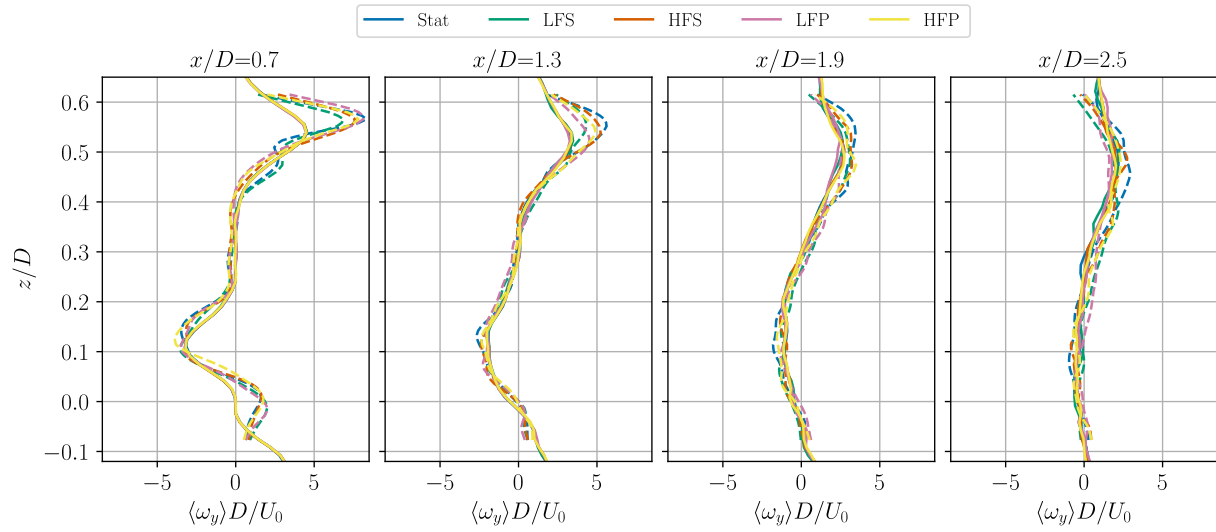 Stat LFS HFS LFP HFP
x/D=0.7 x/D=1.3 x/D=1.9 x/D=2.5
z/D
0.6
0.5
0.4
0.3
0.2
0.1
0.0
−0.1
−5 0 5 −5 0 5 −5 0 5 −5 0 5
⟨ω_y⟩D/U_0 ⟨ω_y⟩D/U_0 ⟨ω_y⟩D/U_0 ⟨ω_y⟩D/U_0